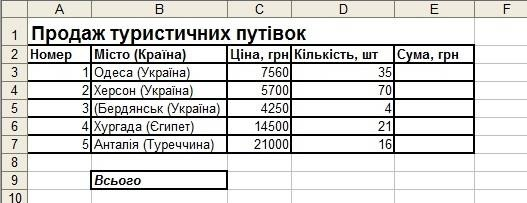 A B C D E F
1 Продаж туристичних путівок
2 Номер Місто (Країна) Ціна, грн Кількість, шт Сума, грн
3 1 Одеса (Україна) 7560 35
4 2 Херсон (Україна) 5700 70
5 3 (Бердянськ (Україна) 4250 4
6 4 Хургада (Єгипет) 14500 21
7 5 Анталія (Туреччина) 21000 16
8
9 Всього
10